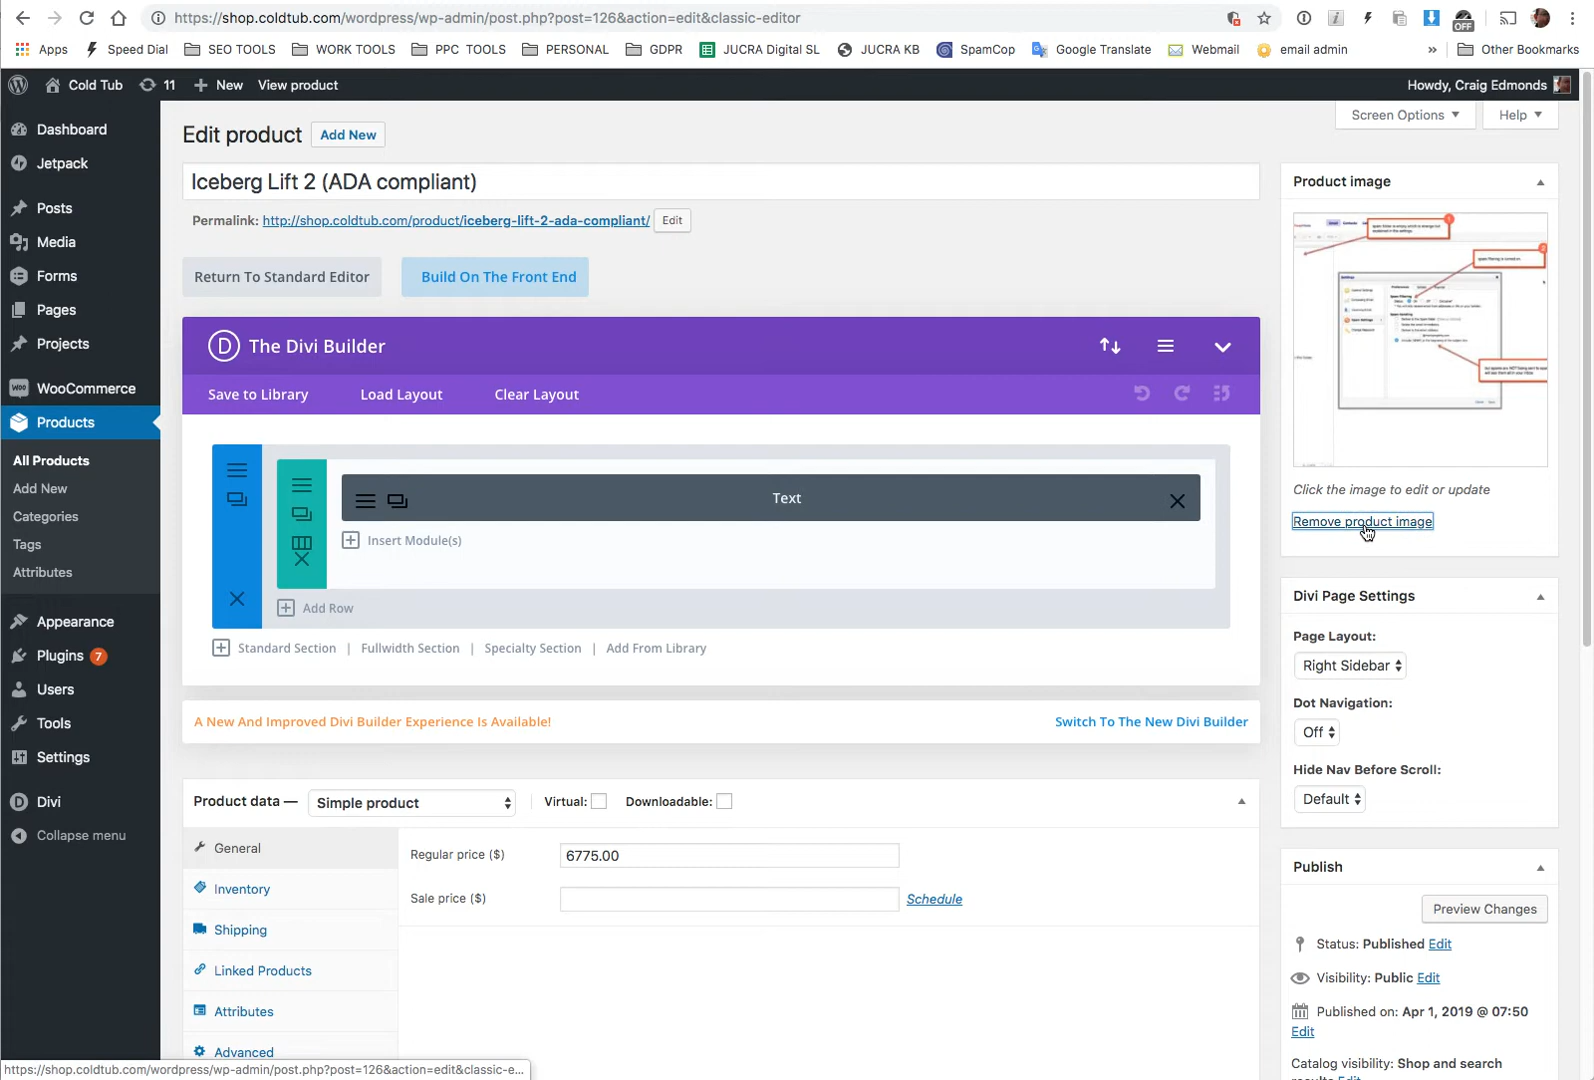 https://shop.coldtub.com/wordpress/wp-admin/post.php?post=126&action=edit&classic-editor
OFF
Apps Speed Dial SEO TOOLS WORK TOOLS PPC TOOLS PERSONAL GDPR JUCRA Digital SL JUCRA KB SpamCop Google Translate Webmail email admin » Other Bookmarks
Cold Tub 11 New View product Howdy, Craig Edmonds
Screen Options Help
Dashboard
Jetpack
Posts
Media
Forms
Pages
Projects
WooCommerce
Products
All Products
Add New
Categories
Tags
Attributes
Appearance
Plugins 7
Users
Tools
Settings
Divi
Collapse menu
Edit product Add New
Iceberg Lift 2 (ADA compliant)
Permalink: http://shop.coldtub.com/product/iceberg-lift-2-ada-compliant/ Edit
Return To Standard Editor Build On The Front End
D The Divi Builder
Save to Library Load Layout Clear Layout
Text
Insert Module(s)
Add Row
Standard Section | Fullwidth Section | Specialty Section | Add From Library
A New And Improved Divi Builder Experience Is Available! Switch To The New Divi Builder
Product data — Simple product Virtual: Downloadable:
General
Inventory
Shipping
Linked Products
Attributes
Advanced
Regular price ($) 6775.00
Sale price ($) Schedule
Product image
Click the image to edit or update
Remove product image
Divi Page Settings
Page Layout:
Right Sidebar
Dot Navigation:
Off
Hide Nav Before Scroll:
Default
Publish
Preview Changes
Status: Published Edit
Visibility: Public Edit
Published on: Apr 1, 2019 @ 07:50
Edit
Catalog visibility: Shop and search
results Edit
https://shop.coldtub.com/wordpress/wp-admin/post.php?post=126&action=edit&classic-e...